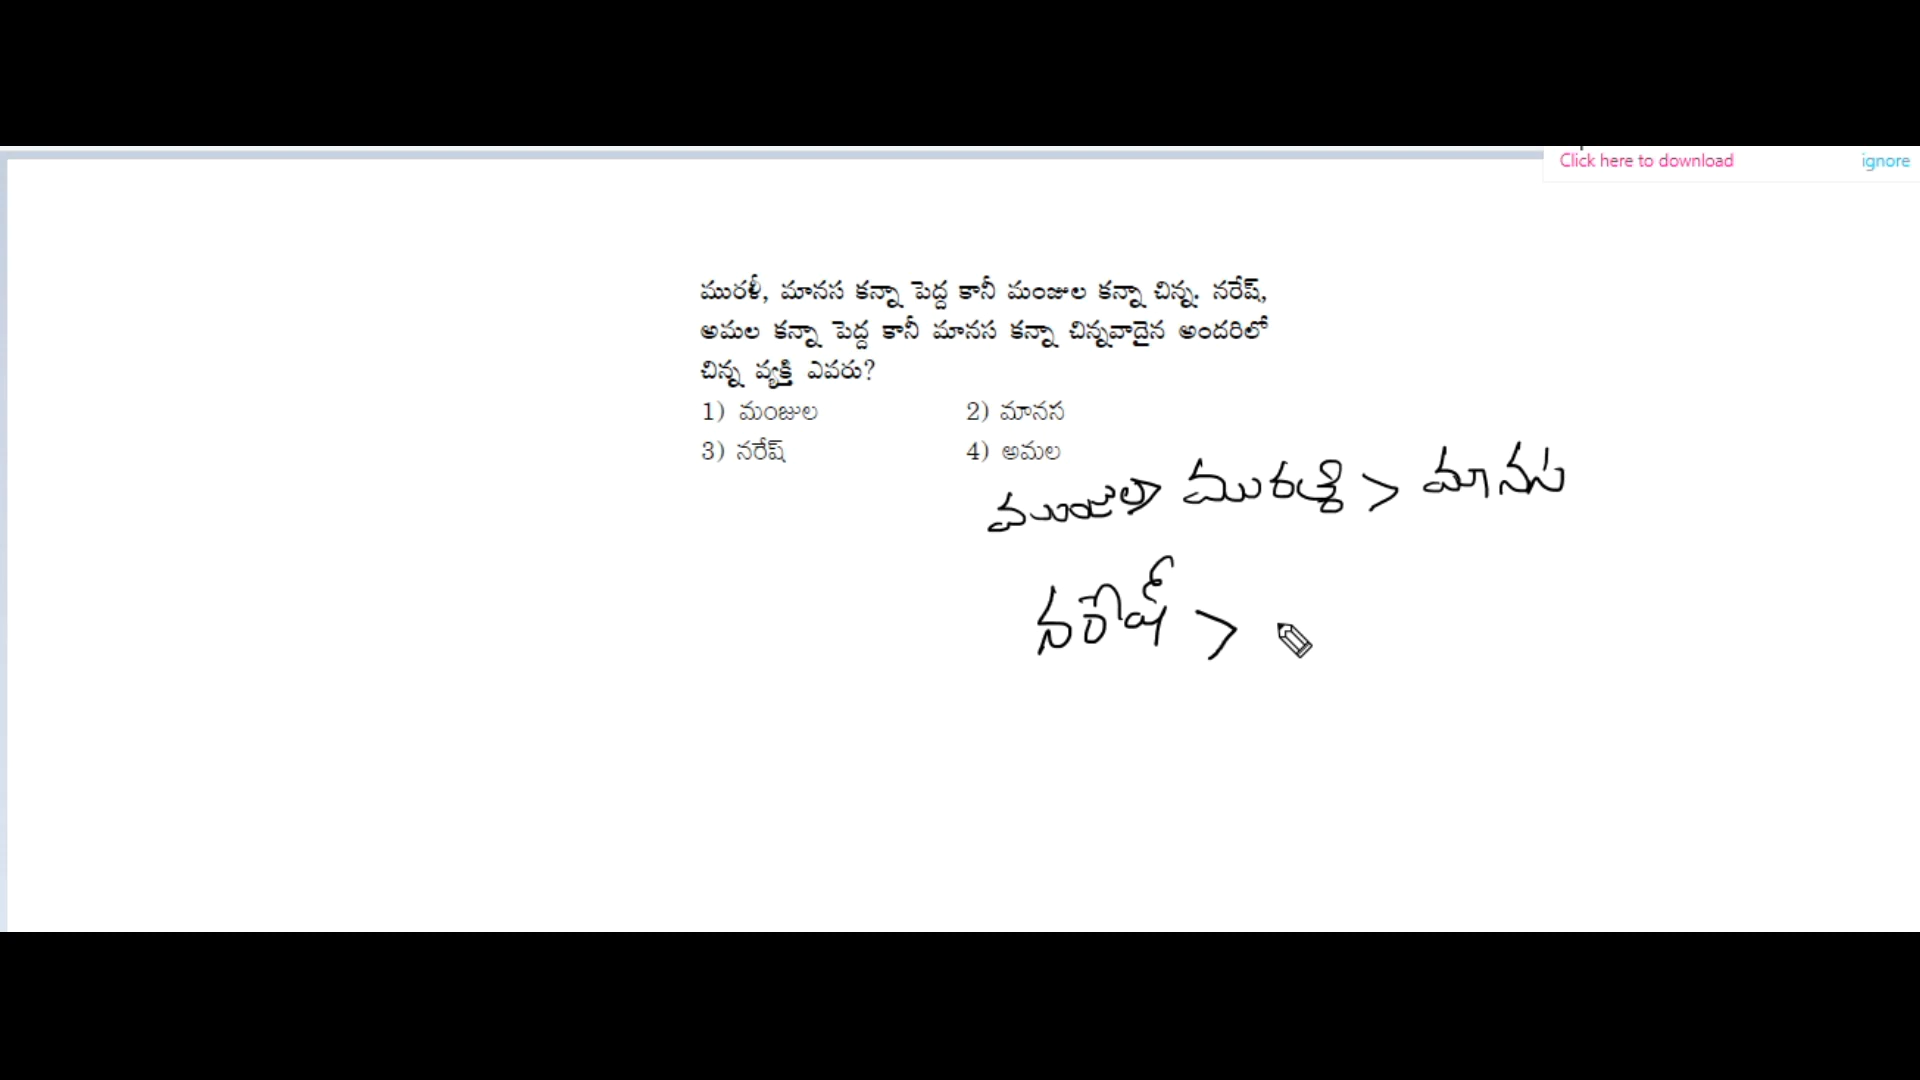 Click here to download ignore
మురళీ, మానస కన్నా పెద్ద కానీ మంజుల కన్నా చిన్న. నరేష్,
అమల కన్నా పెద్ద కానీ మానస కన్నా చిన్నవాడైన అందరిలో
చిన్న వ్యక్తి ఎవరు?
1) మంజుల 2) మానస
3) నరేష్ 4) అమల
మంజుల> మురళి > మానస
నరేష్ >